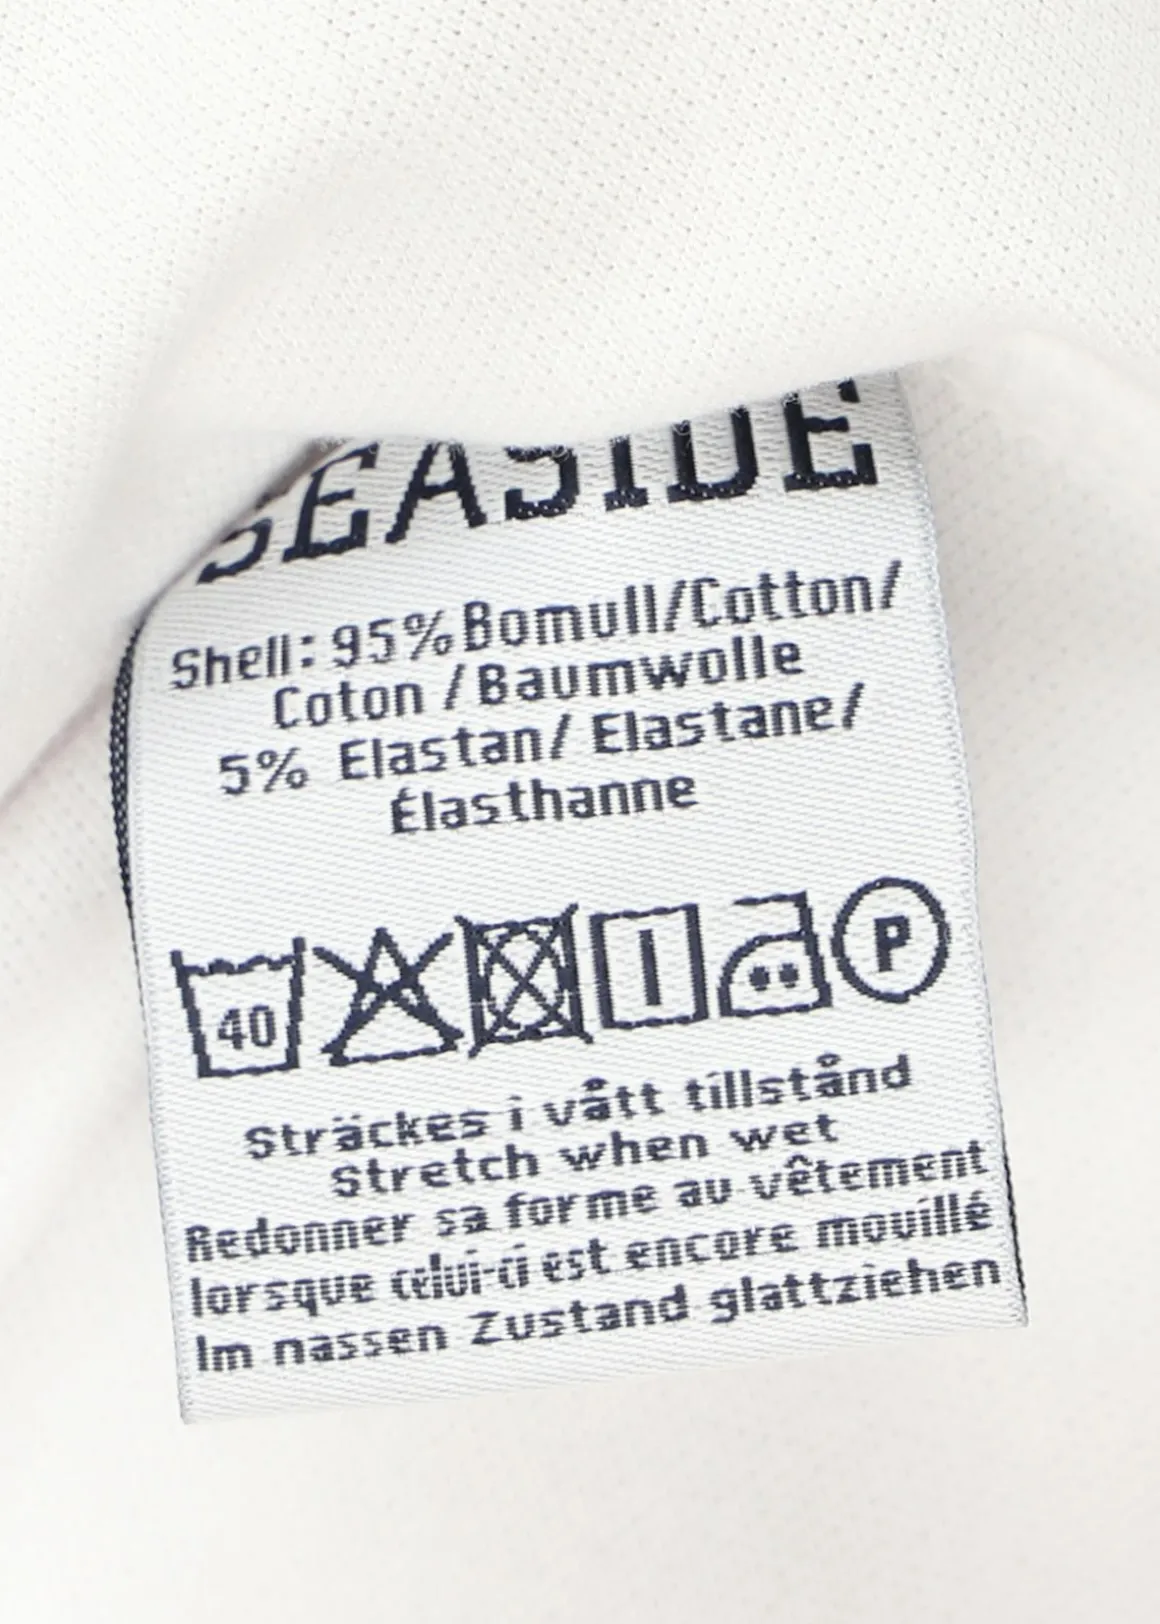 SEASIDE
Shell: 95% Bomull/Cotton/
Coton /Baumwolle
5% Elastan/ Elastane/
Élasthanne
40
P
Sträckes i vått tillstånd
Stretch when wet
Redonner sa forme au vêtement
lorsque celui-ci est encore mouillé
Im nassen Zustand glattziehen